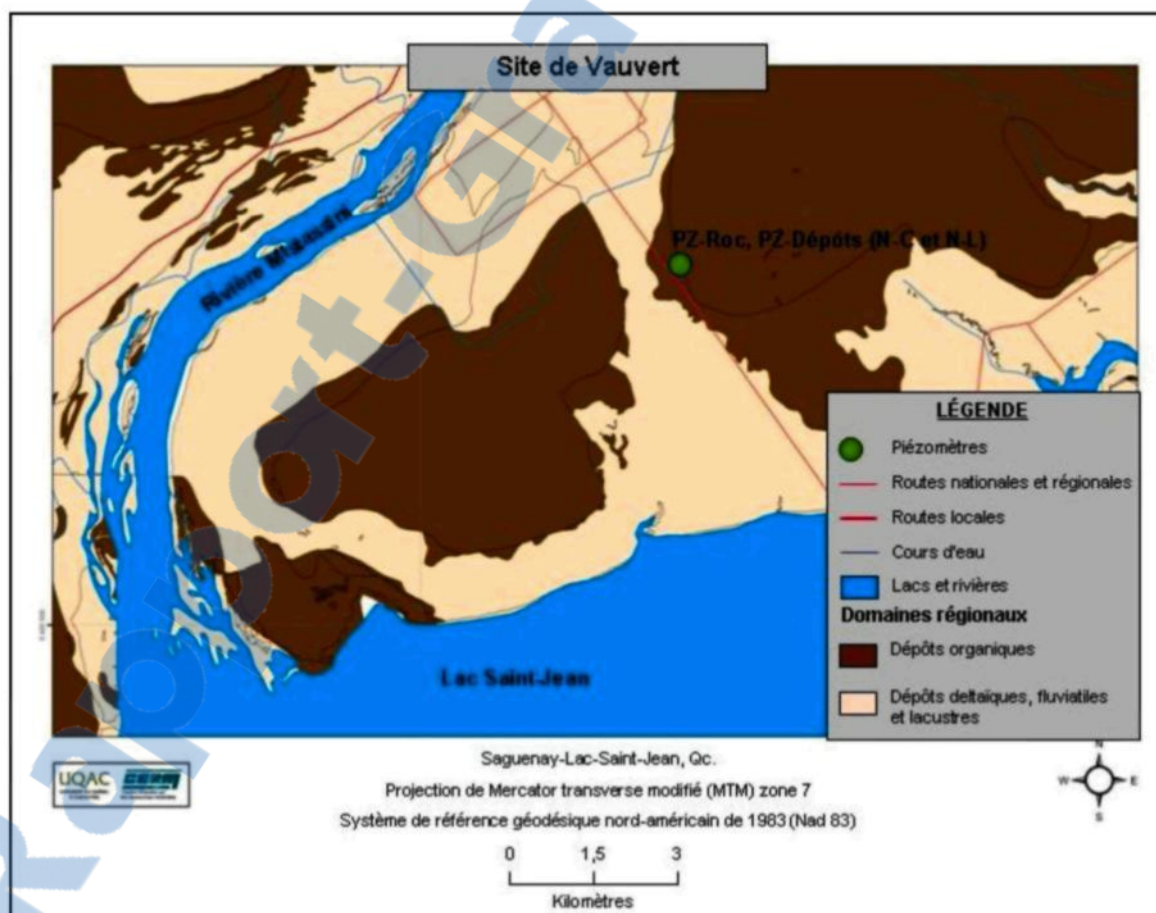 Site de Vauvert
Rivière Mistassini
PZ-Roc, PZ-Dépôts (N-C et N-L)
LÉGENDE
Piézomètres
Routes nationales et régionales
Routes locales
Cours d'eau
Lacs et rivières
Domaines régionaux
Dépôts organiques
Dépôts deltaïques, fluviatiles
et lacustres
Lac Saint-Jean
Saguenay-Lac-Saint-Jean, Qc.
Projection de Mercator transverse modifié (MTM) zone 7
Système de référence géodésique nord-américain de 1983 (Nad 83)
UQAC
N
W E
S
0 1,5 3
Kilomètres
Rapport-Gra